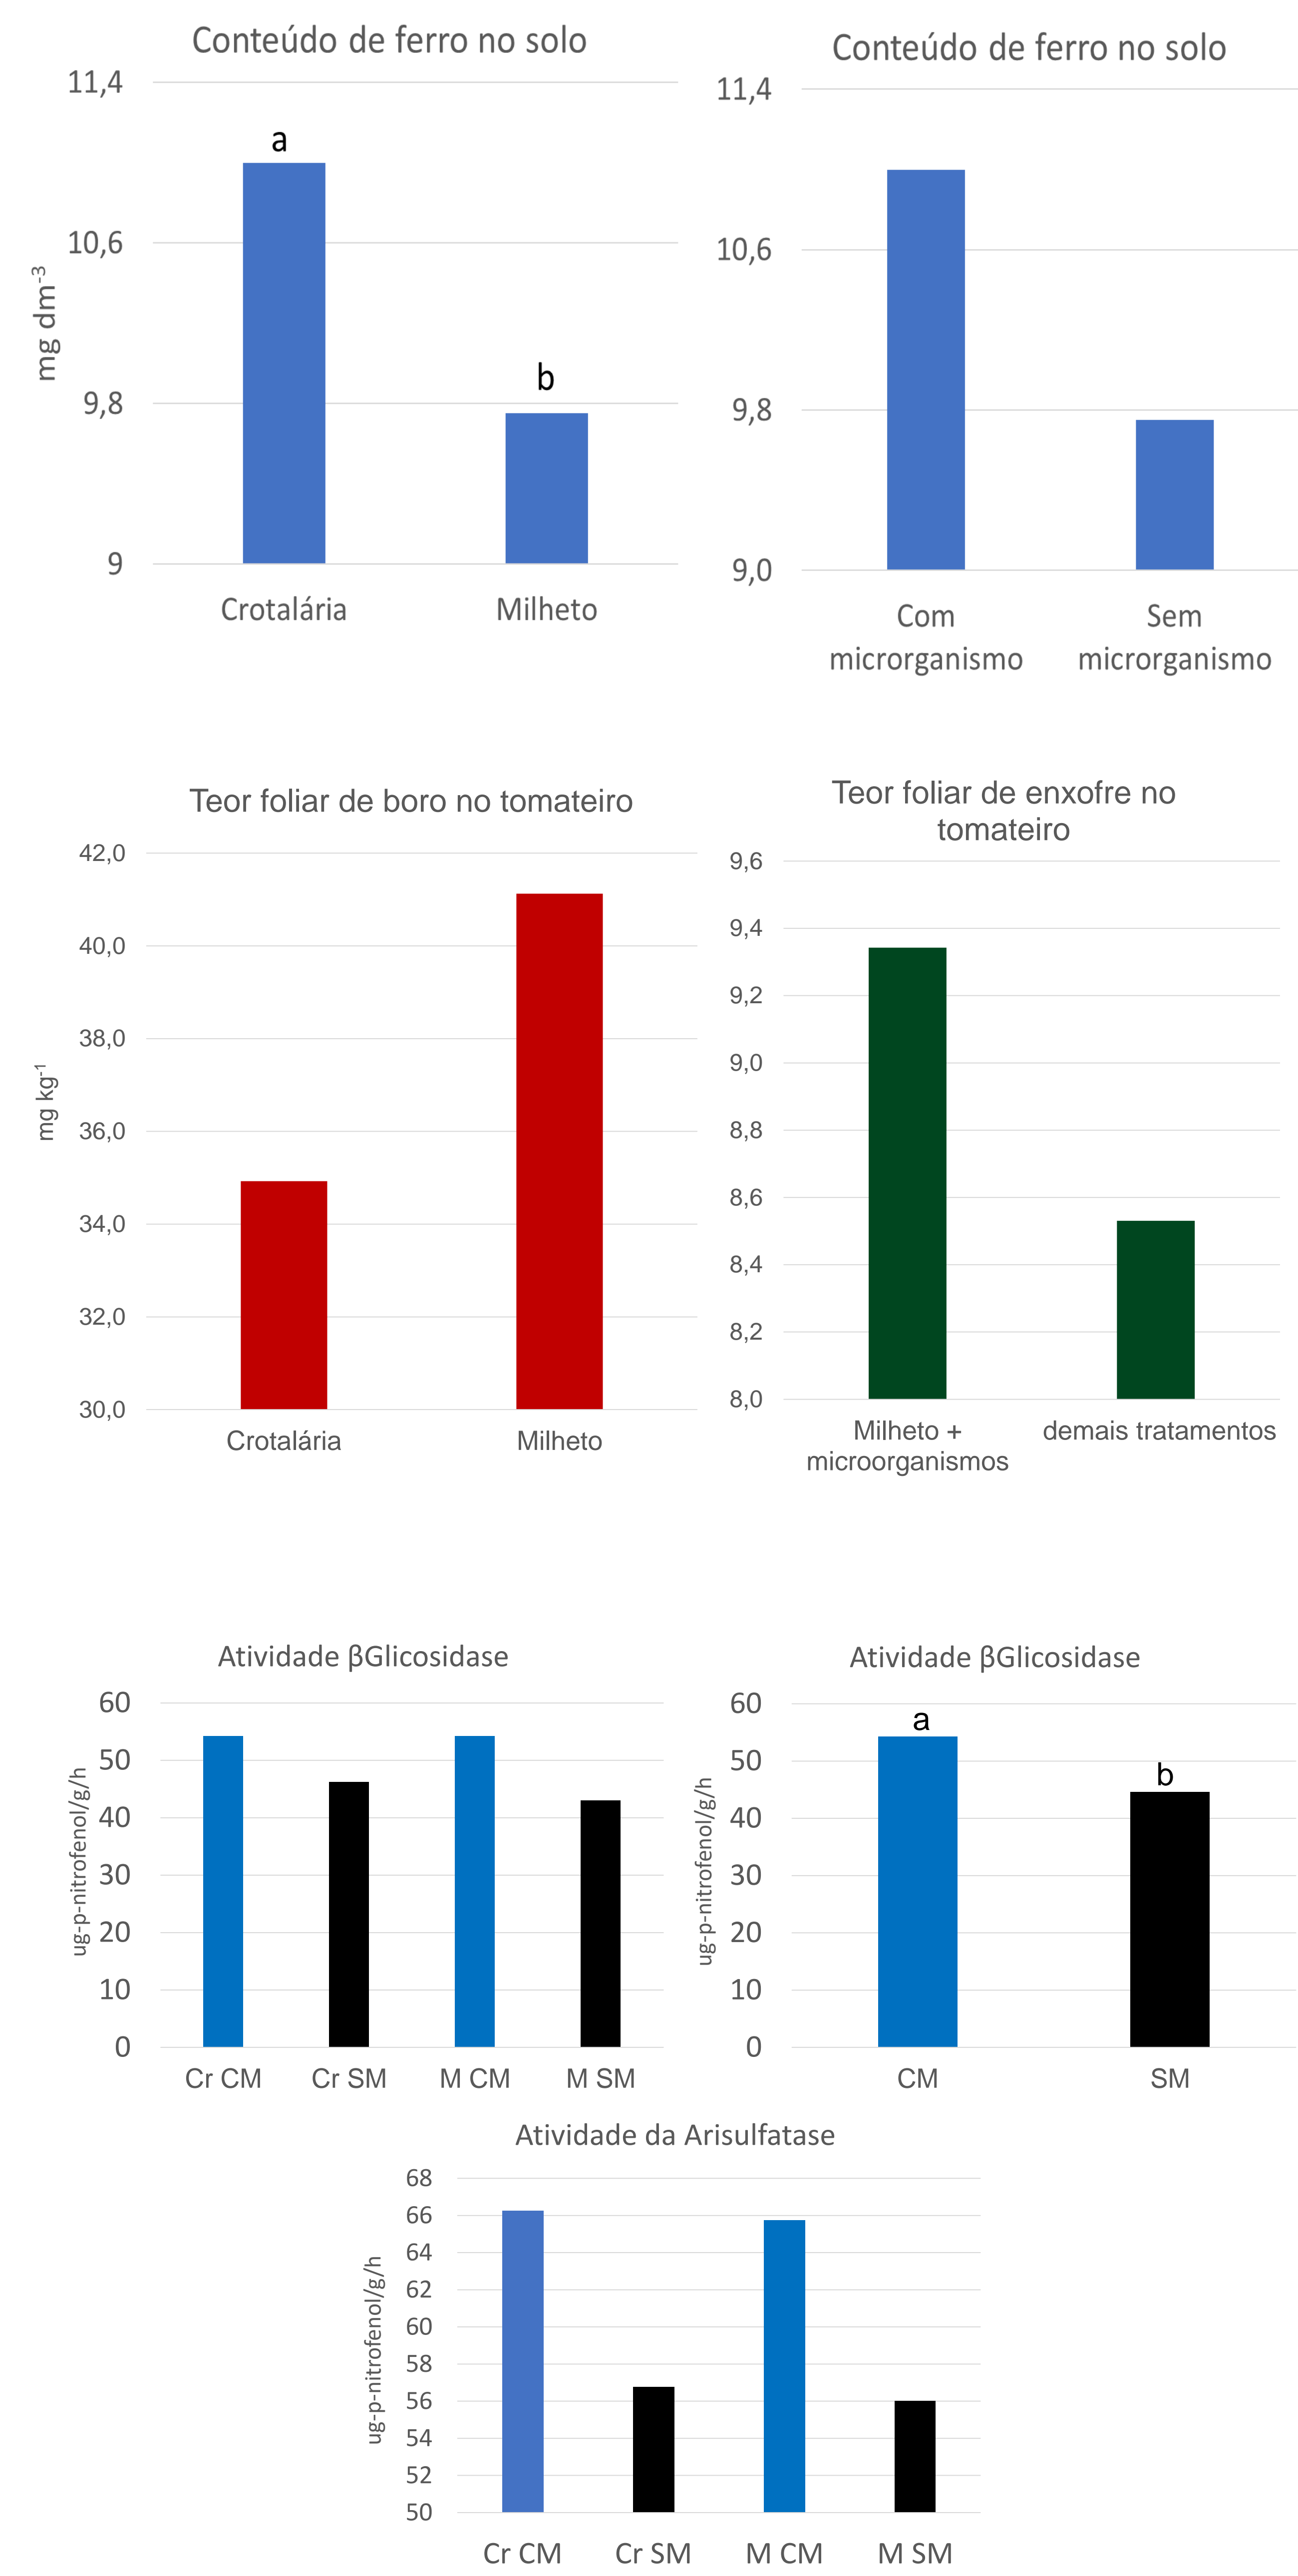 Conteúdo de ferro no solo
11,4
a
10,6
mg dm-3
b
9,8
9
Crotalária Milheto
Conteúdo de ferro no solo
11,4
10,6
9,8
9,0
Com Sem
microrganismo microrganismo
Teor foliar de boro no tomateiro
42,0
40,0
38,0
mg kg-1
36,0
34,0
32,0
30,0
Crotalária Milheto
Teor foliar de enxofre no
tomateiro
9,6
9,4
9,2
9,0
8,8
8,6
8,4
8,2
8,0
Milheto + demais tratamentos
microorganismos
Atividade βGlicosidase
60
50
40
ug-p-nitrofenol/g/h
30
20
10
0
Cr CM Cr SM M CM M SM
Atividade βGlicosidase
60
a
50
b
40
ug-p-nitrofenol/g/h
30
20
10
0
CM SM
Atividade da Arisulfatase
68
66
64
62
60
ug-p-nitrofenol/g/h
58
56
54
52
50
Cr CM Cr SM M CM M SM